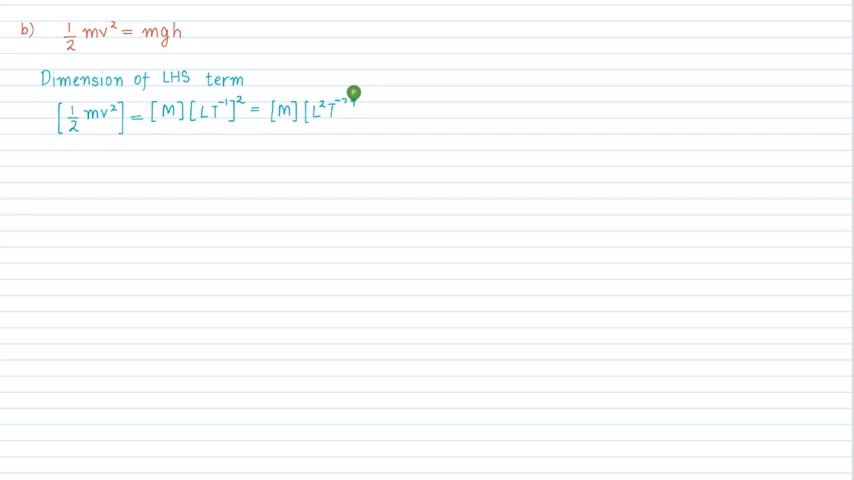 b) 1/2 mv² = mgh
Dimension of LHS term
[1/2 mv²] = [M][LT⁻¹]² = [M][L²T⁻²